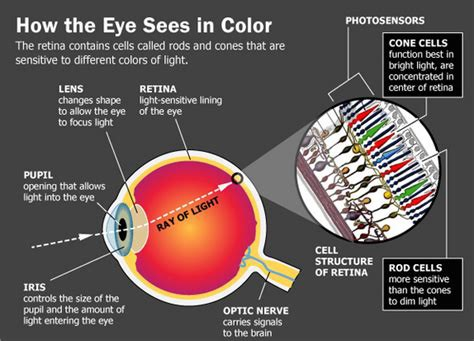 How the Eye Sees in Color
The retina contains cells called rods and cones that are
sensitive to different colors of light.
PHOTOSENSORS
CONE CELLS
function best in
bright light, are
concentrated in
center of retina
LENS
changes shape
to allow the eye
to focus light
RETINA
light-sensitive lining
of the eye
PUPIL
opening that allows
light into the eye
RAY OF LIGHT
IRIS
controls the size of the
pupil and the amount of
light entering the eye
OPTIC NERVE
carries signals
to the brain
CELL
STRUCTURE
OF RETINA
ROD CELLS
more sensitive
than the cones
to dim light